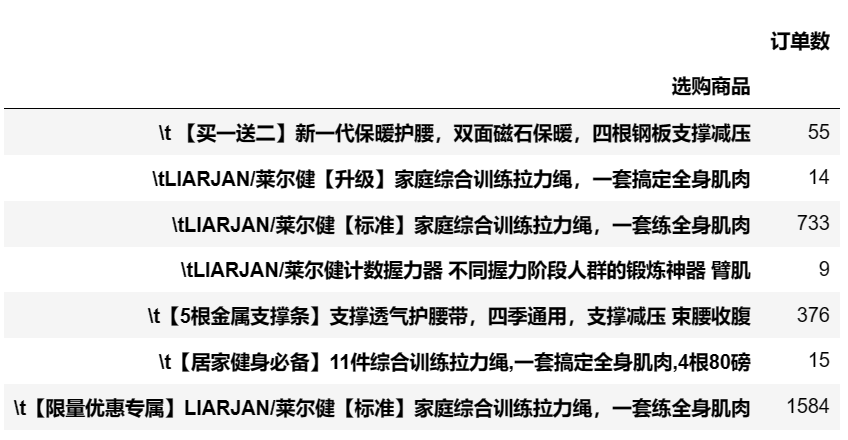 订单数
选购商品
\t 【买一送二】新一代保暖护腰，双面磁石保暖，四根钢板支撑减压 55
\tLIARJAN/莱尔健【升级】家庭综合训练拉力绳，一套搞定全身肌肉 14
\tLIARJAN/莱尔健【标准】家庭综合训练拉力绳，一套练全身肌肉 733
\tLIARJAN/莱尔健计数握力器 不同握力阶段人群的锻炼神器 臂肌 9
\t【5根金属支撑条】支撑透气护腰带，四季通用，支撑减压 束腰收腹 376
\t【居家健身必备】11件综合训练拉力绳,一套搞定全身肌肉,4根80磅 15
\t【限量优惠专属】LIARJAN/莱尔健【标准】家庭综合训练拉力绳，一套练全身肌肉 1584